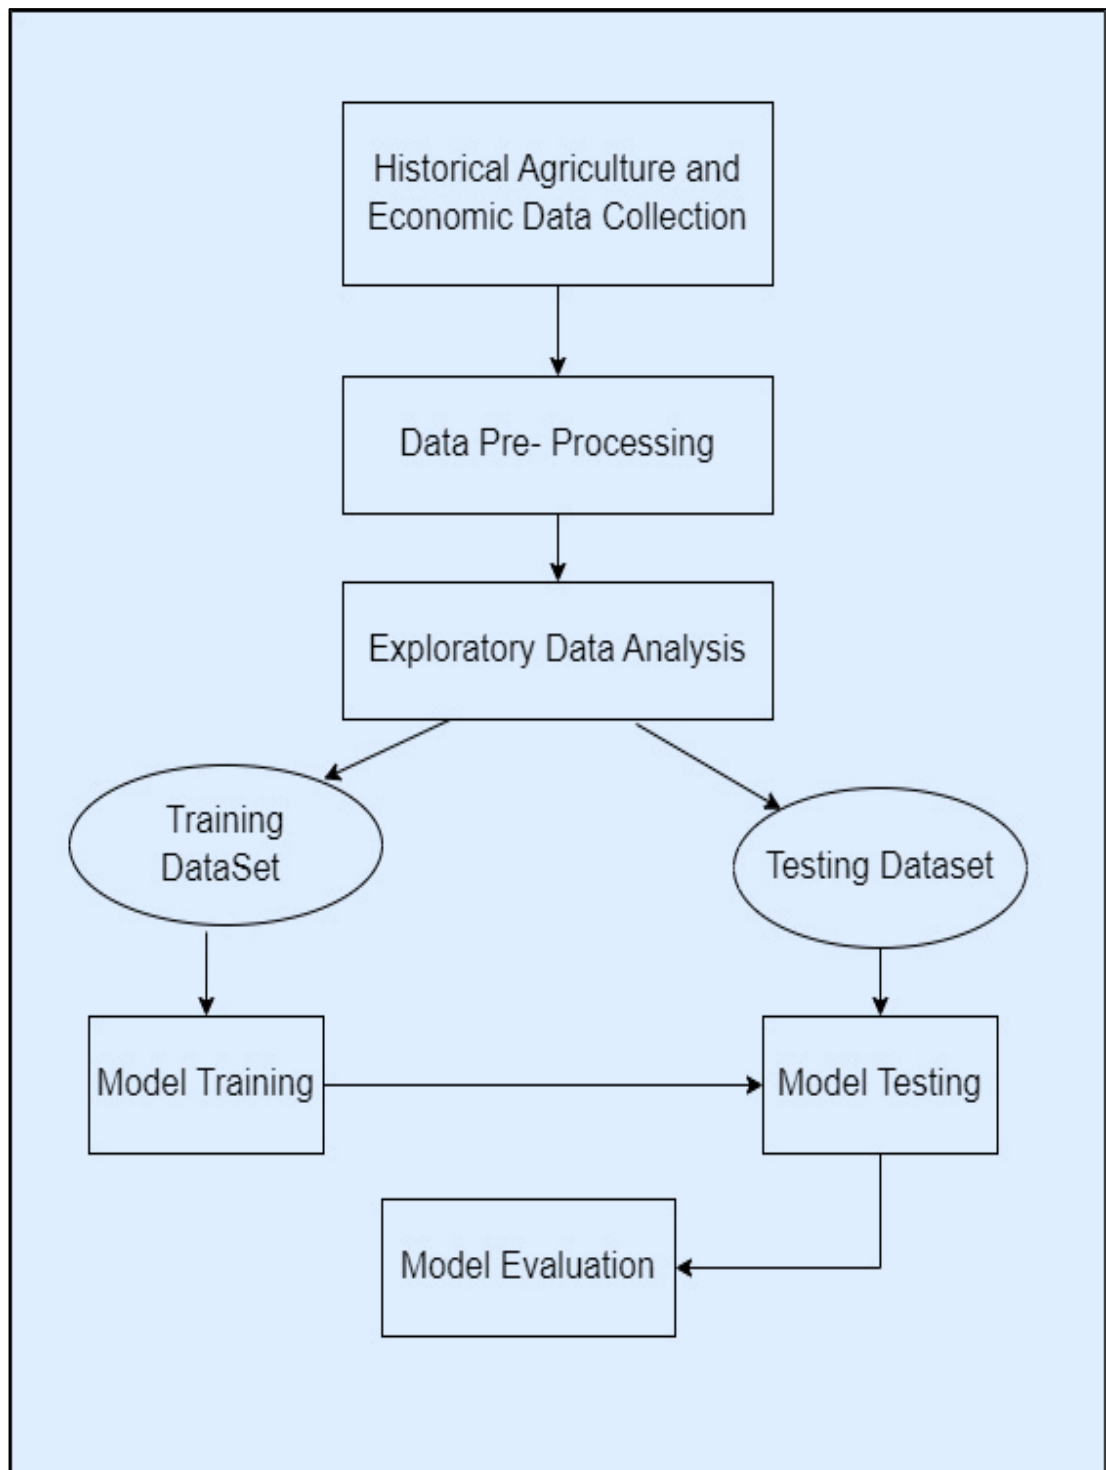 Historical Agriculture and
Economic Data Collection
Data Pre- Processing
Exploratory Data Analysis
Training
DataSet
Testing Dataset
Model Training
Model Testing
Model Evaluation